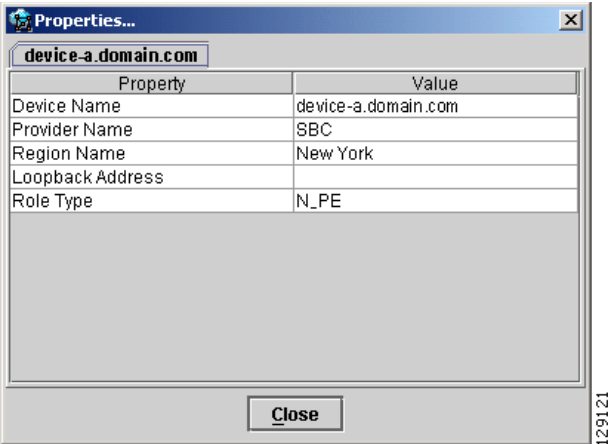 Properties...
device-a.domain.com
Property Value
Device Name device-a.domain.com
Provider Name SBC
Region Name New York
Loopback Address
Role Type N_PE
Close
129121